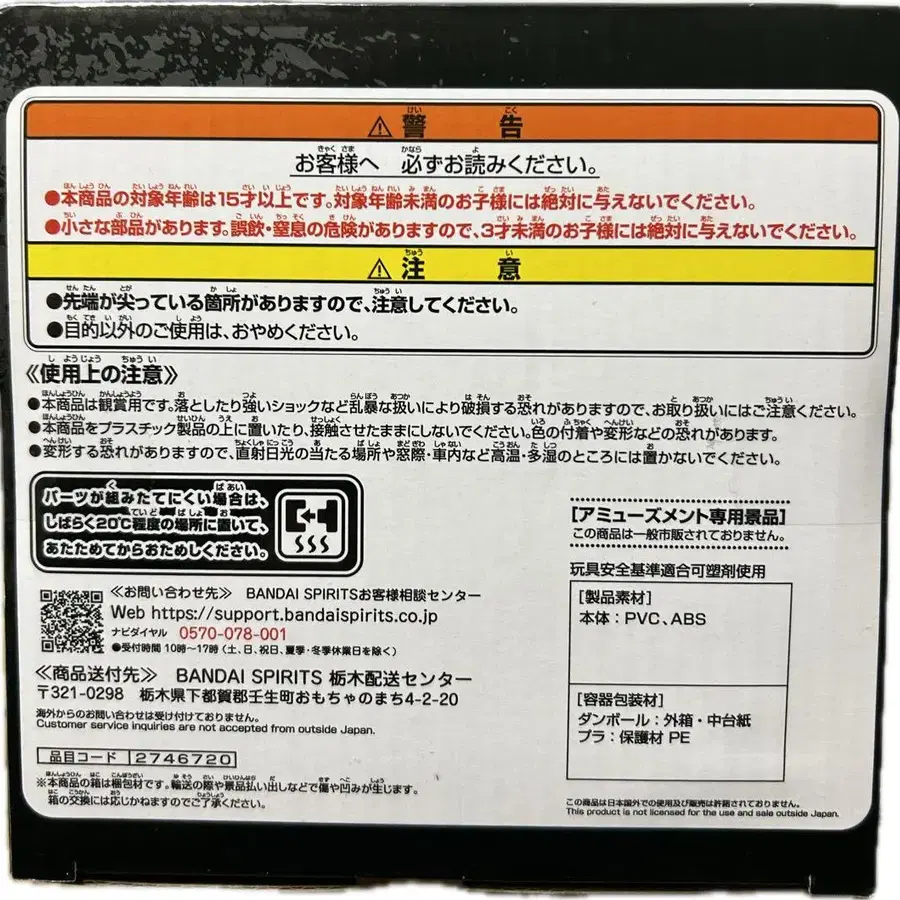 ⚠警告
お客様へ 必ずお読みください。
●本商品の対象年齢は15才以上です。対象年齢未満のお子様には絶対に与えないでください。
●小さな部品があります。誤飲・窒息の危険がありますので、3才未満のお子様には絶対に与えないでください。
⚠注意
●先端が尖っている箇所がありますので、注意してください。
●目的以外のご使用は、おやめください。
《使用上の注意》
●本商品は観賞用です。落としたり強いショックなど乱暴な扱いにより破損する恐れがありますので、お取り扱いにはご注意ください。
●本商品をプラスチック製品の上に置いたり、接触させたままにしないでください。色の付着や変形などの恐れがあります。
●変形する恐れがありますので、直射日光の当たる場所や窓際・車内など高温・多湿のところには置かないでください。
パーツが組みたてにくい場合は、
しばらく20℃程度の場所に置いて、
あたためてからおためしください。
[アミューズメント専用景品]
この商品は一般市販されておりません。
玩具安全基準適合可塑剤使用
[製品素材]
本体：PVC、ABS
[容器包装材]
ダンボール：外箱・中台紙
プラ：保護材 PE
≪お問い合わせ先≫ BANDAI SPIRITSお客様相談センター
Web https://support.bandaispirits.co.jp
ナビダイヤル 0570-078-001
●受付時間 10時~17時 (土、日、祝日、夏季・冬季休業日を除く)
≪商品送付先≫ BANDAI SPIRITS 栃木配送センター
〒321-0298 栃木県下都賀郡壬生町おもちゃのまち4-2-20
海外からのお問い合わせは受け付けておりません。
Customer service inquiries are not accepted from outside Japan.
品目コード 2746720
※本商品の箱は梱包材です。輸送の際や景品払い出しなどで傷や凹みが生じます。
箱の交換には応じかねますのでご了承ください。
この商品は日本国外での使用及び販売は許諾されておりません。
This product is not licensed for the use and sale outside Japan.